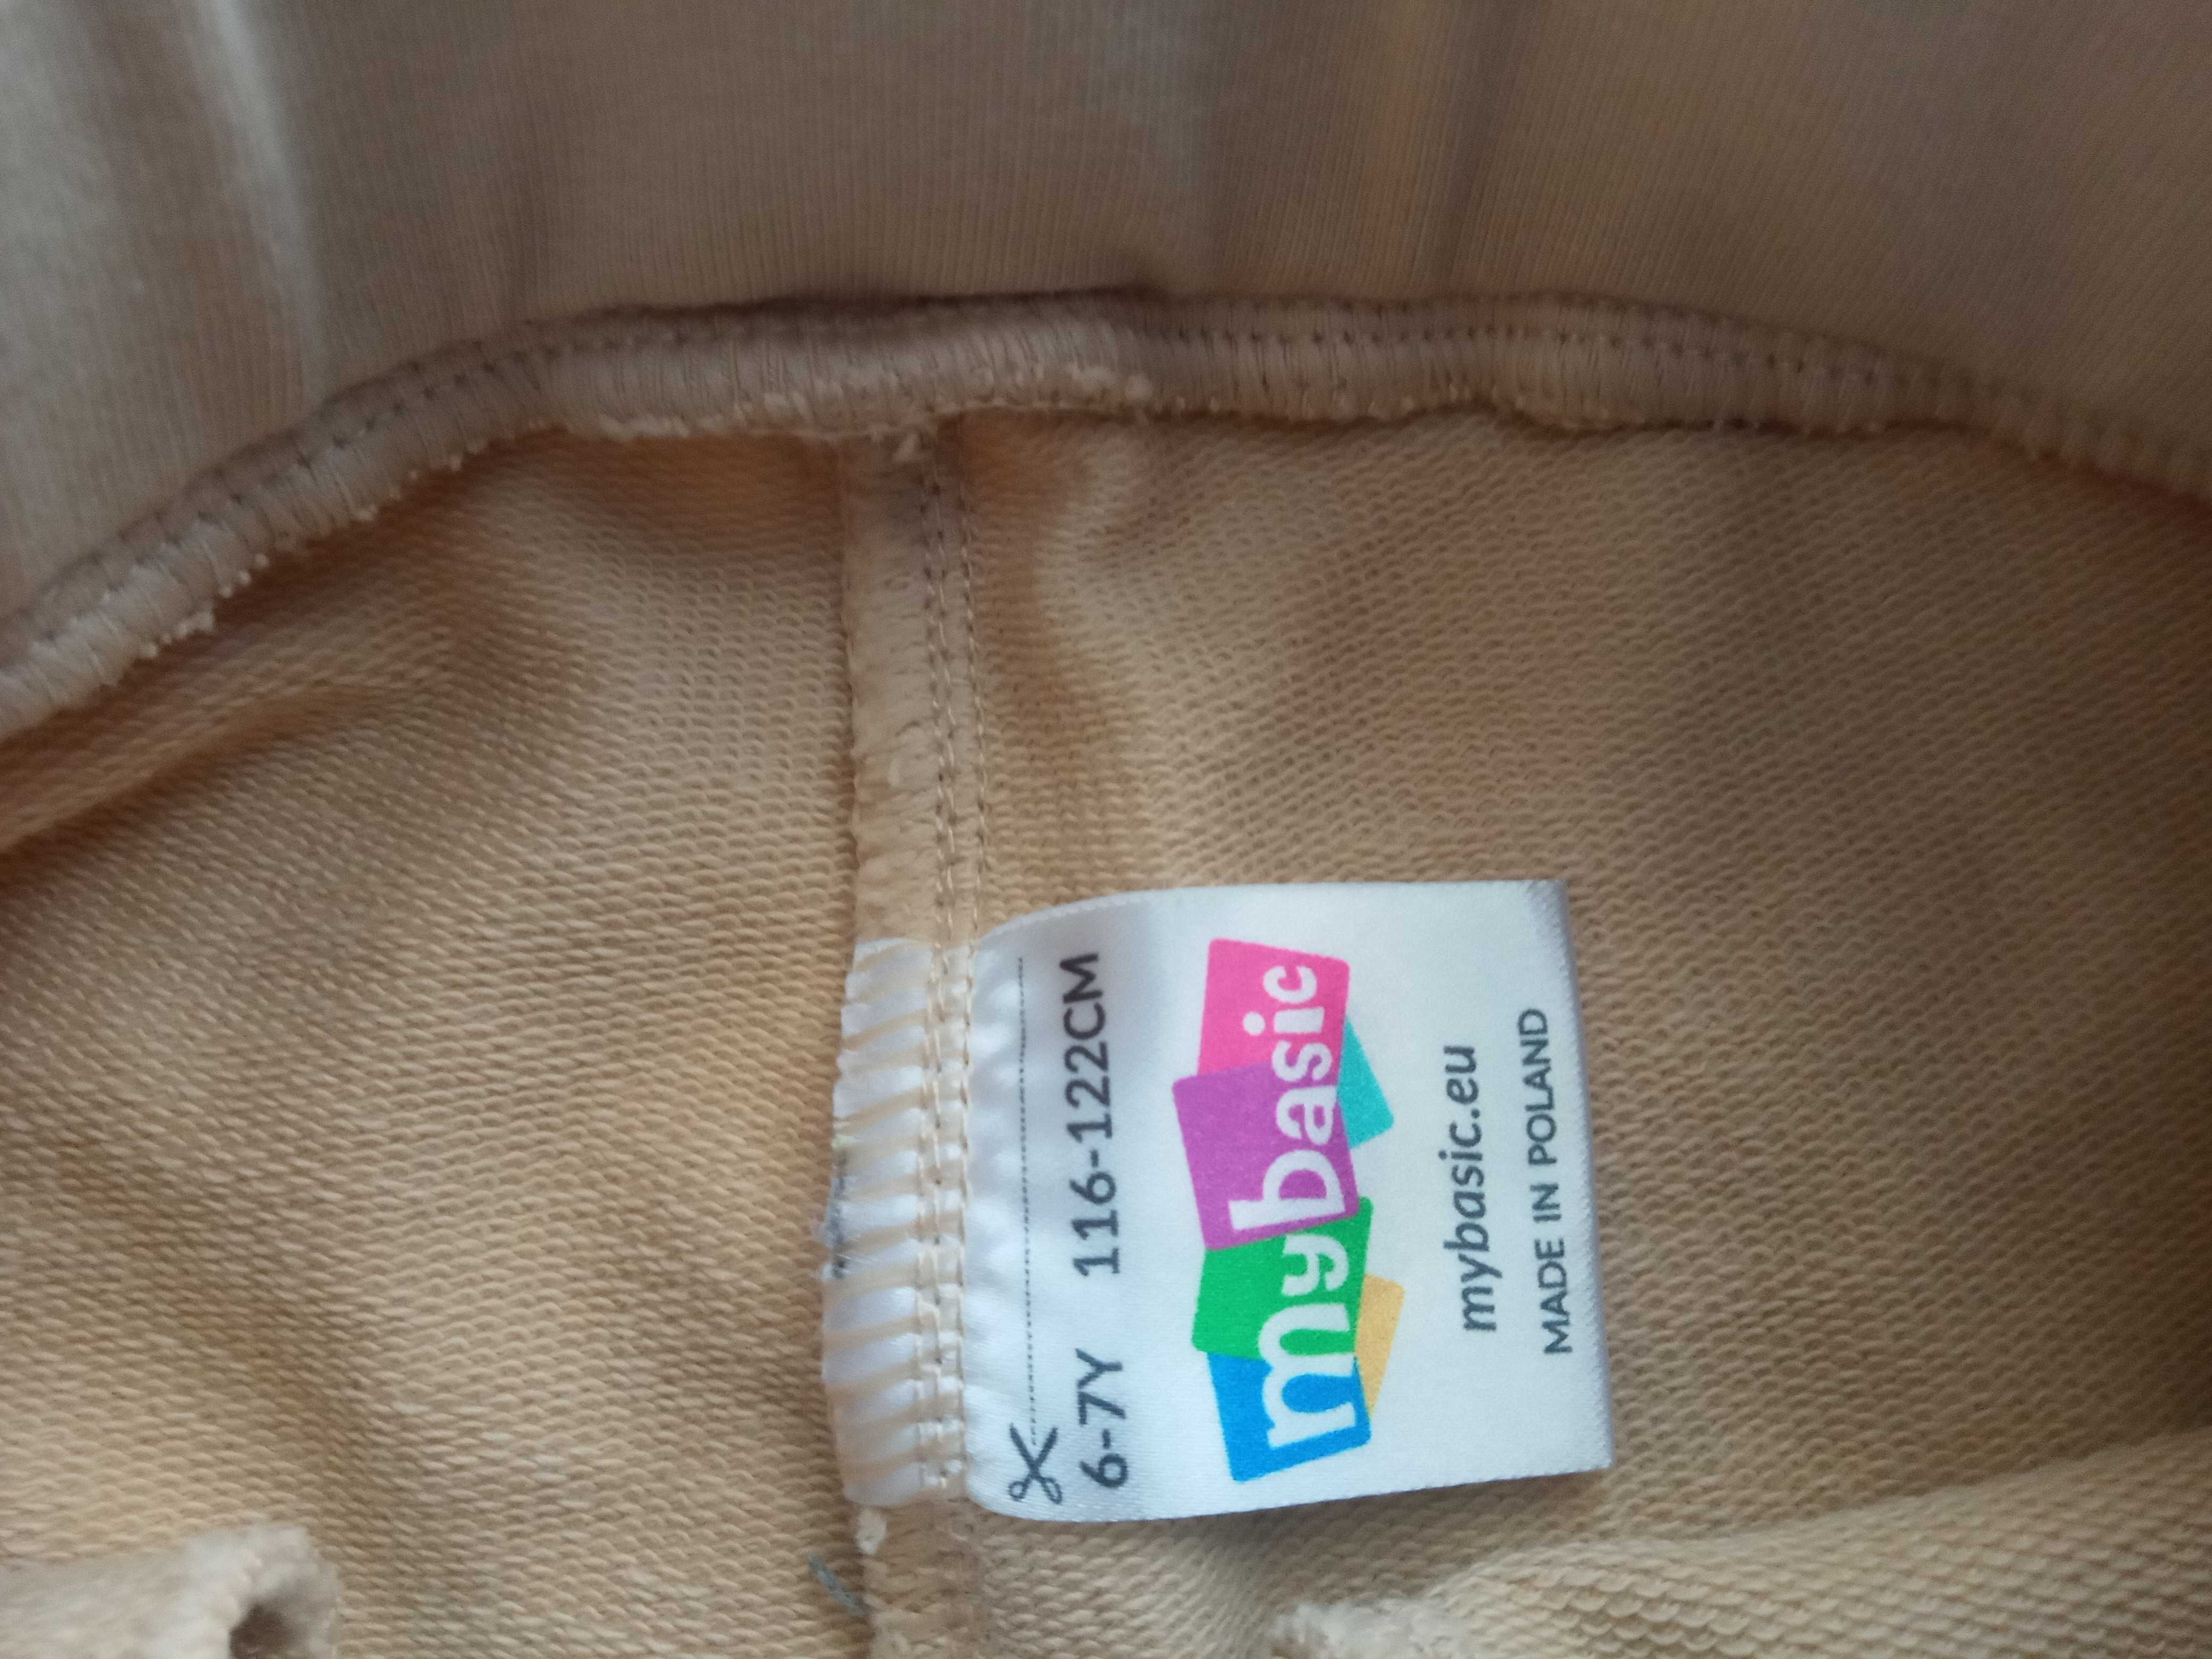 6-7Y 116-122CM
mybasic
mybasic.eu
MADE IN POLAND